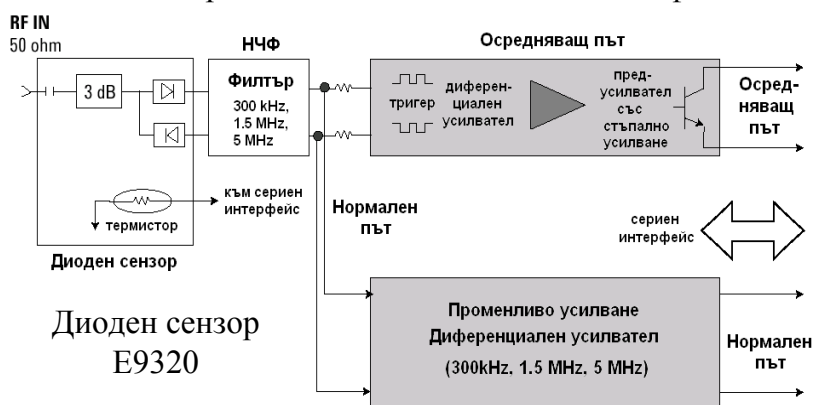 RF IN
50 ohm
3 dB
термистор
Диоден сензор
НЧФ
Филтър
300 kHz,
1.5 MHz,
5 MHz
към сериен
интерфейс
Осредняващ път
тригер
диферен-
циален
усилвател
пред-
усилвател
със
стъпално
усилване
Осред-
няващ
път
Нормален
път
сериен
интерфейс
Променливо усилване
Диференциален усилвател
(300kHz, 1.5 MHz, 5 MHz)
Нормален
път
Диоден сензор
E9320